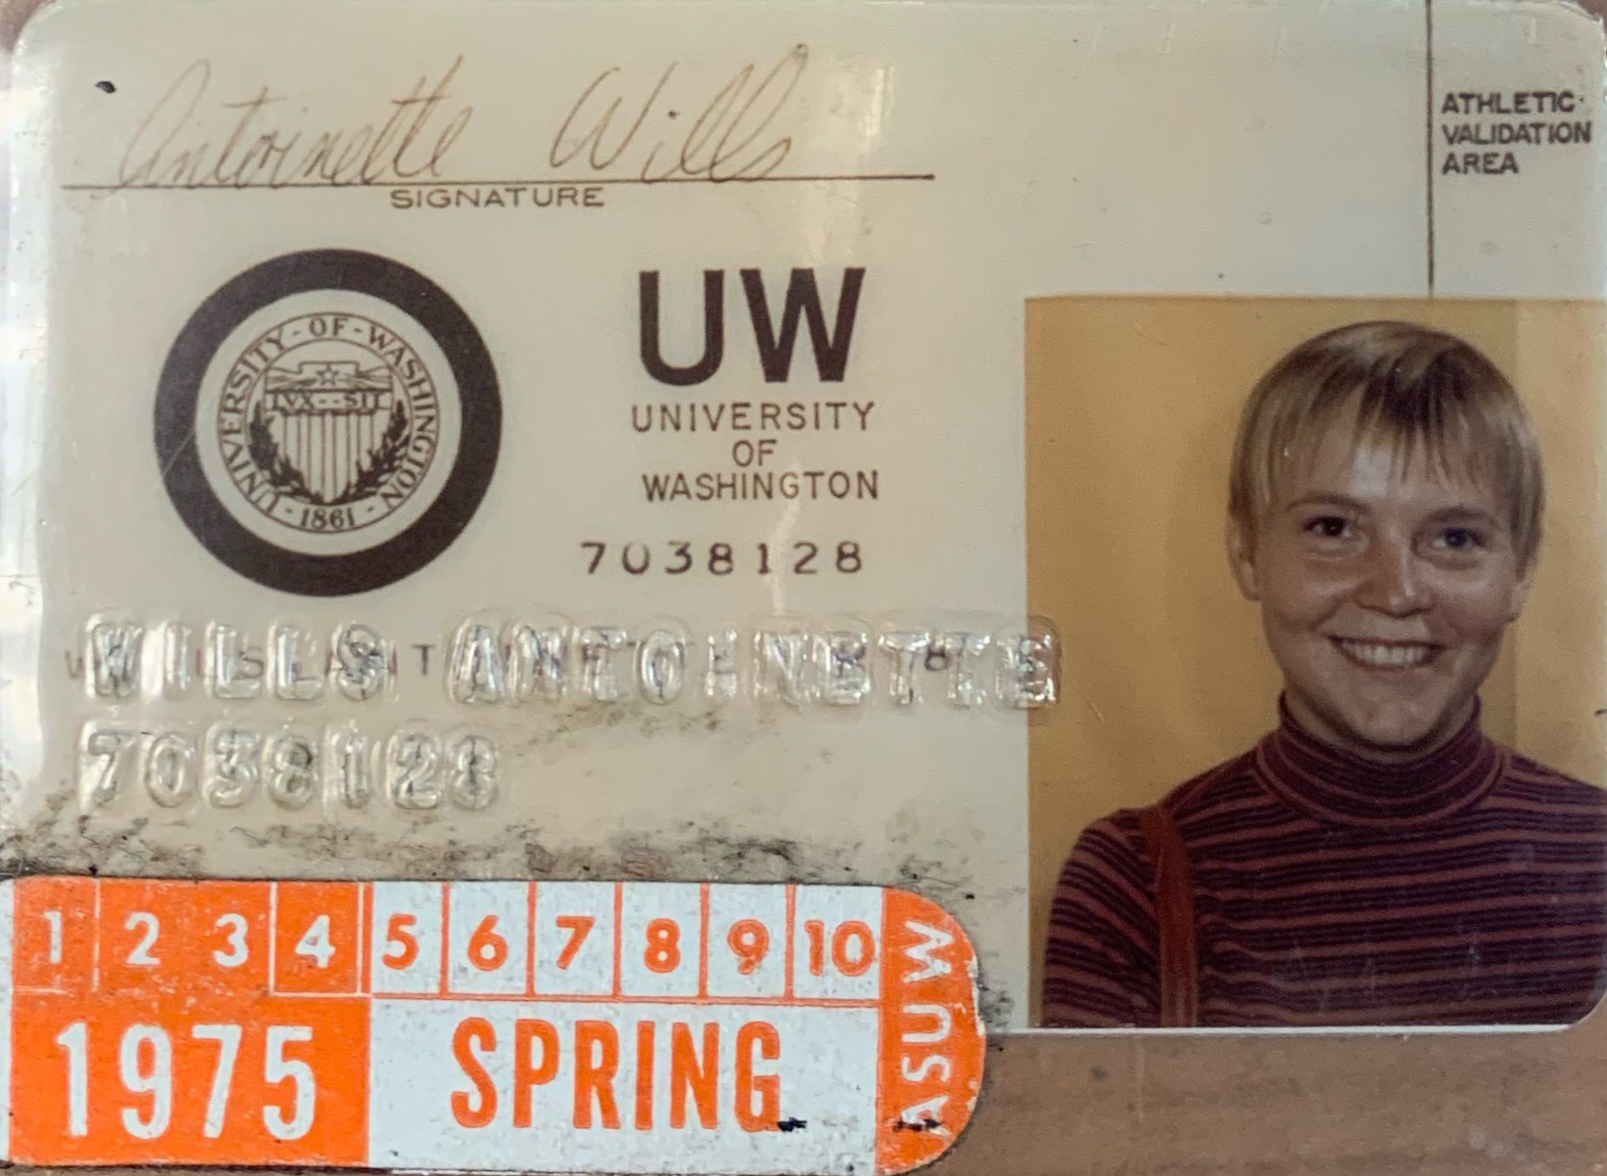 Antoinette Wills
SIGNATURE
ATHLETIC
VALIDATION
AREA
UNIVERSITY-OF-WASHINGTON
LVX--SIT
-1861-
UW
UNIVERSITY
OF
WASHINGTON
7038128
WILLS ANTOINETTE
7038128
1 2 3 4 5 6 7 8 9 10
1975 SPRING
ASUW